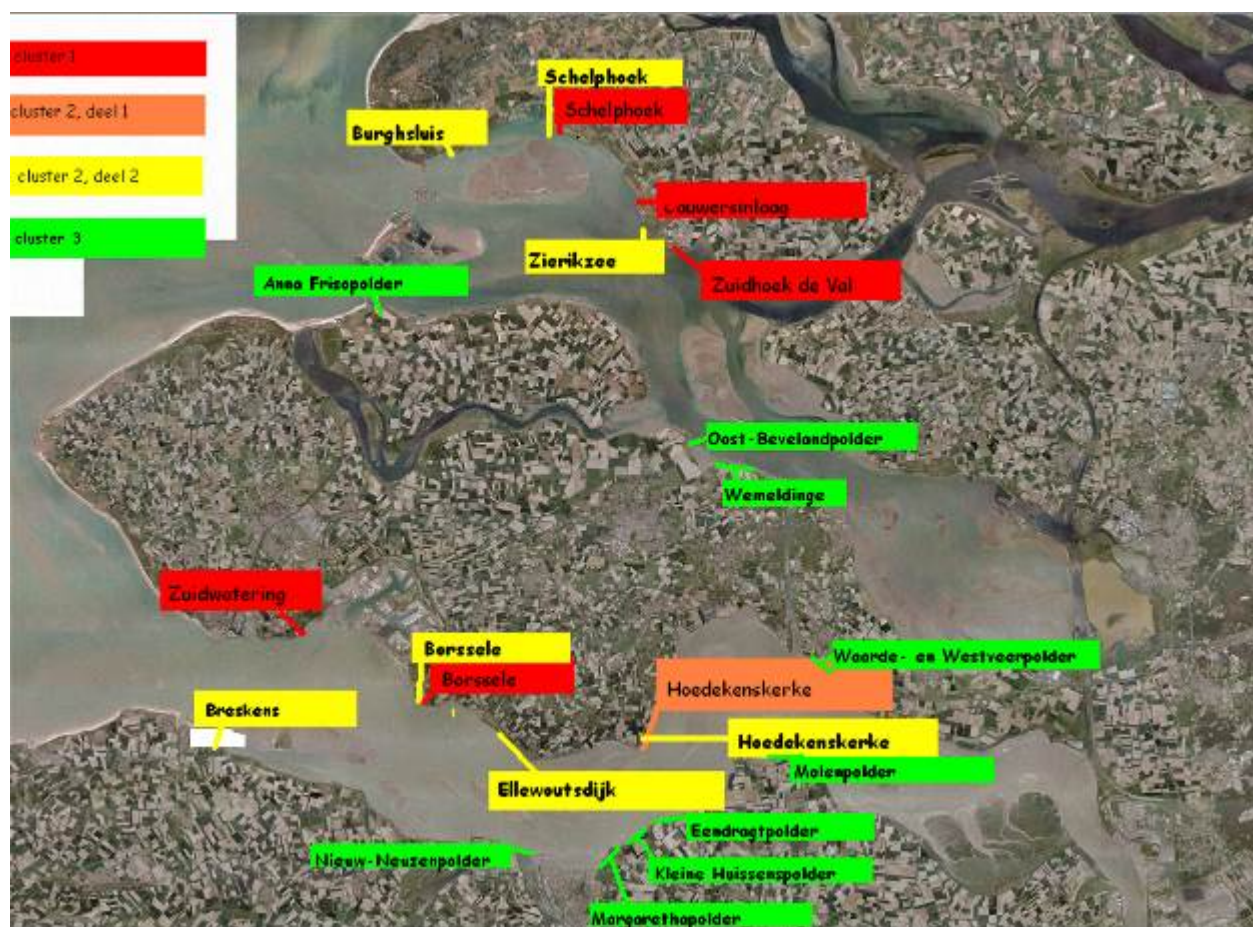 cluster 1
cluster 2, deel 1
cluster 2, deel 2
cluster 3
Schelphoek
Schelphoek
Burghsluis
Cauwersinlaag
Zierikzee
Zuidhoek de Val
Anna Frisopolder
Oost-Bevelandpolder
Wemeldinge
Zuidwatering
Borssele
Borssele
Waarde- en Westveerpolder
Hoedekenskerke
Breskens
Hoedekenskerke
Molenpolder
Ellewoutsdijk
Eendragtpolder
Nieuw-Neuzenpolder
Kleine Huissenspolder
Margarethapolder